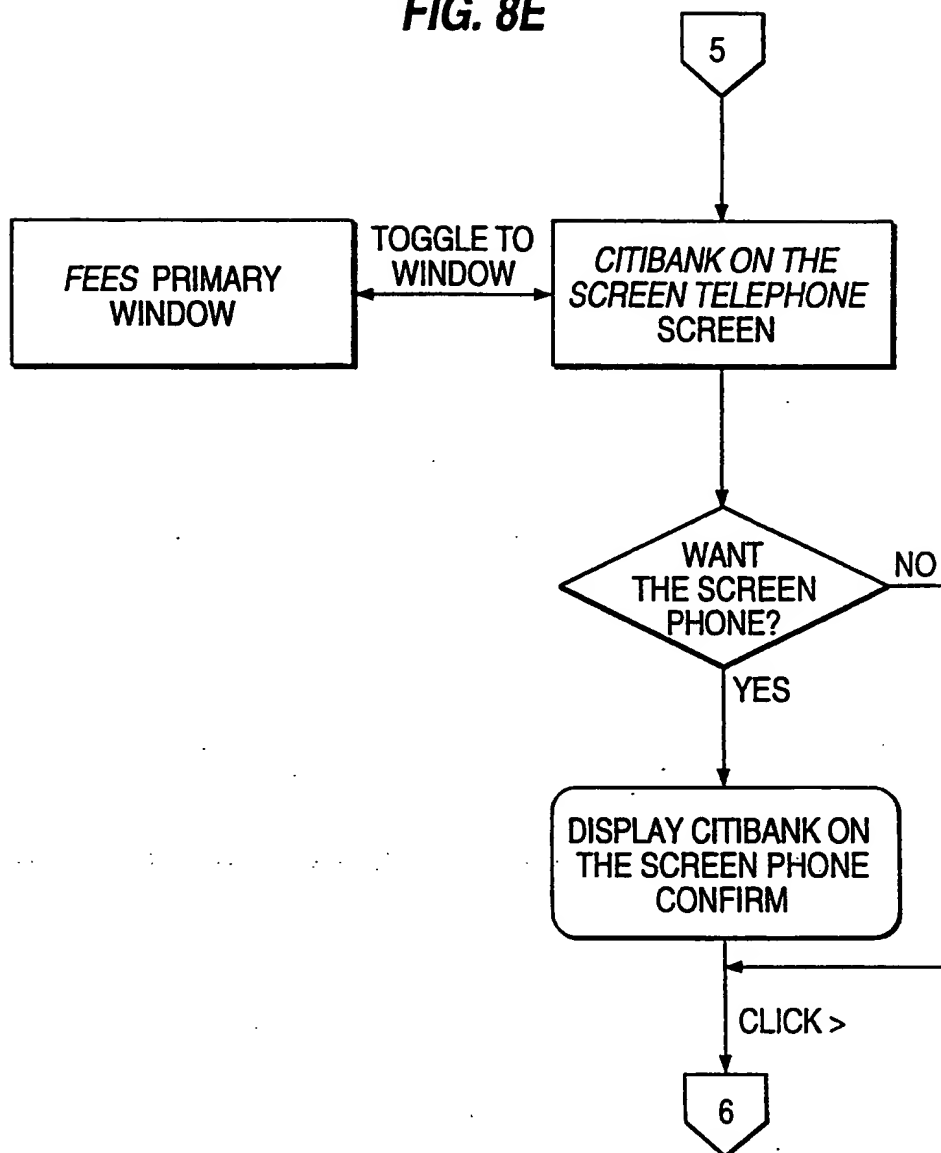 FIG. 8E
5
FEES PRIMARY
WINDOW
TOGGLE TO
WINDOW
CITIBANK ON THE
SCREEN TELEPHONE
SCREEN
WANT
THE SCREEN
PHONE?
NO
YES
DISPLAY CITIBANK ON
THE SCREEN PHONE
CONFIRM
CLICK >
6